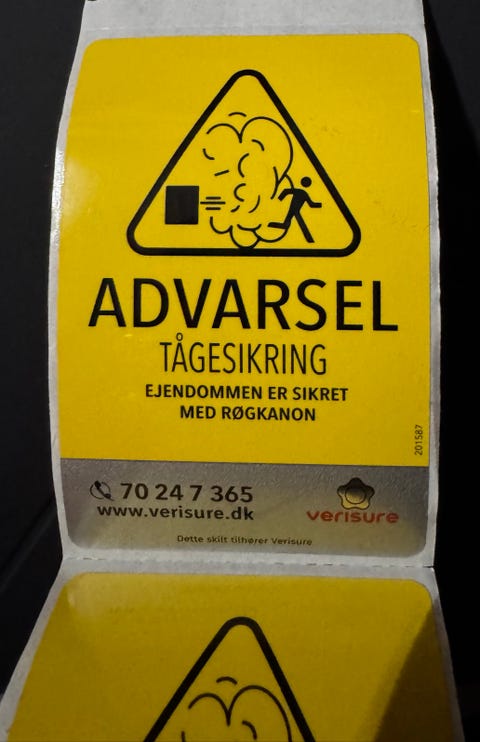 ADVARSEL
TÅGESIKRING
EJENDOMMEN ER SIKRET
MED RØGKANON
201587
70 24 7 365
www.verisure.dk
verisure
Dette skilt tilhører Verisure